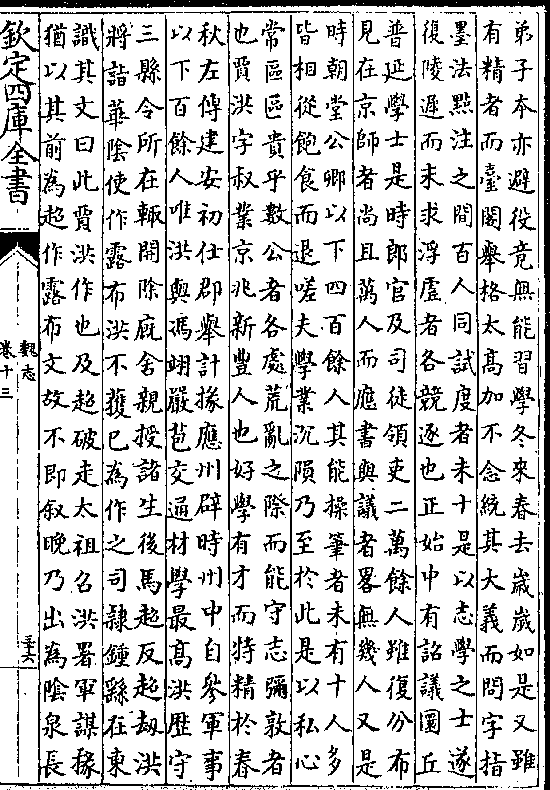 弟子本亦避役竟無能習學冬來春去歲歲如是又雖
有精者而臺閣舉格太高加不念統其大義而問字指
墨法㸃注之間百人同試度者未十是以志學之士遂
復陵遲而末求浮虛者各競逐也正始中有詔議圜丘
普延學士是時郎官及司徒領吏二萬餘人雖復分布
見在京師者尚且萬人而應書與議者畧無幾人又是
時朝堂公卿以下四百餘人其能操筆者未有十人多
皆相從飽食而退嗟夫學業沉隕乃至於此是以私心
常區區貴乎數公者各處荒亂之際而能守志彌敦者
也賈洪字叔業京兆新豐人也好學有才而特精於春
秋左傳建安初仕郡舉計掾應州辟時州中自參軍事
以下百餘人唯洪與馮翊嚴苞交通材學最高洪歴守
三縣令所在輒開除廐舍親授諸生後馬超反超劫洪
將詣華陰使作露布洪不獲已為作之司隷鍾繇在東
識其文曰此賈洪作也及超破走太祖召洪署軍謀掾
猶以其前為超作露布文故不即敘晚乃出為陰泉長
欽定四庫全書
魏志
卷十三
三十六